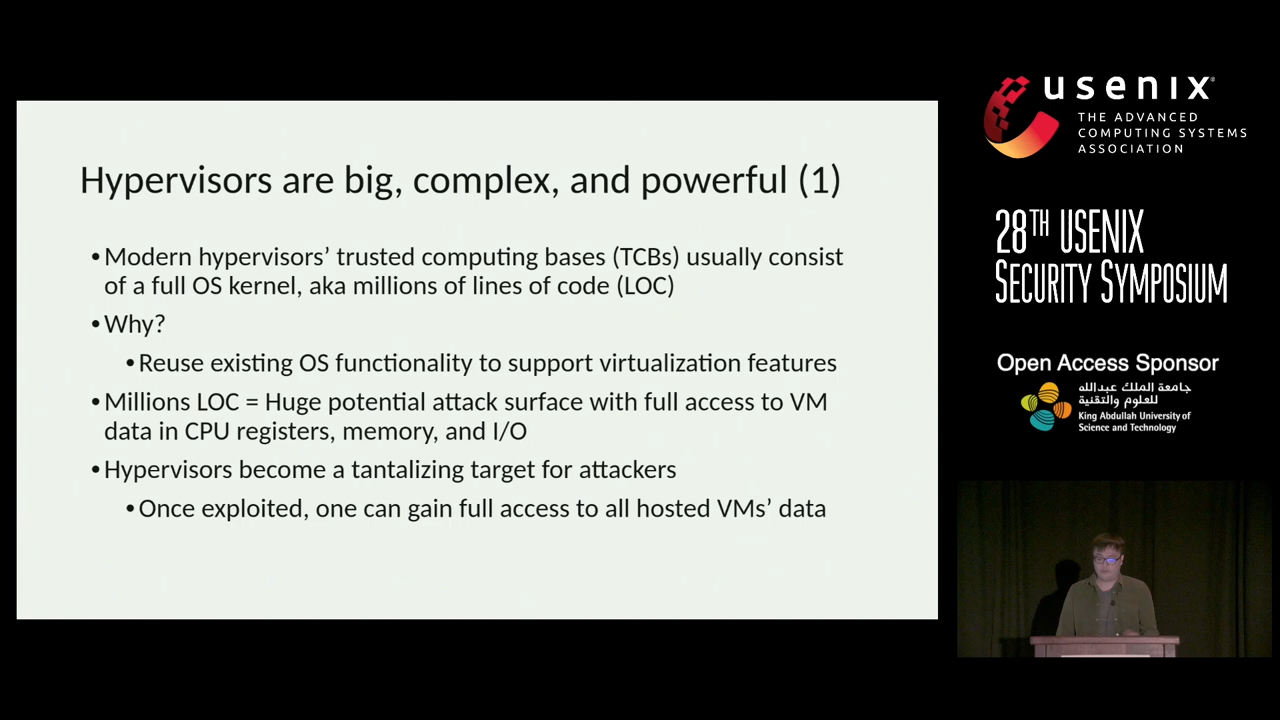 Hypervisors are big, complex, and powerful (1)
•Modern hypervisors’ trusted computing bases (TCBs) usually consist
of a full OS kernel, aka millions of lines of code (LOC)
•Why?
•Reuse existing OS functionality to support virtualization features
•Millions LOC = Huge potential attack surface with full access to VM
data in CPU registers, memory, and I/O
•Hypervisors become a tantalizing target for attackers
•Once exploited, one can gain full access to all hosted VMs’ data
usenix®
THE ADVANCED
COMPUTING SYSTEMS
ASSOCIATION
28TH USENIX
SECURITY SYMPOSIUM
Open Access Sponsor
جامعة الملك عبدالله
للعلوم والتقنية
King Abdullah University of
Science and Technology